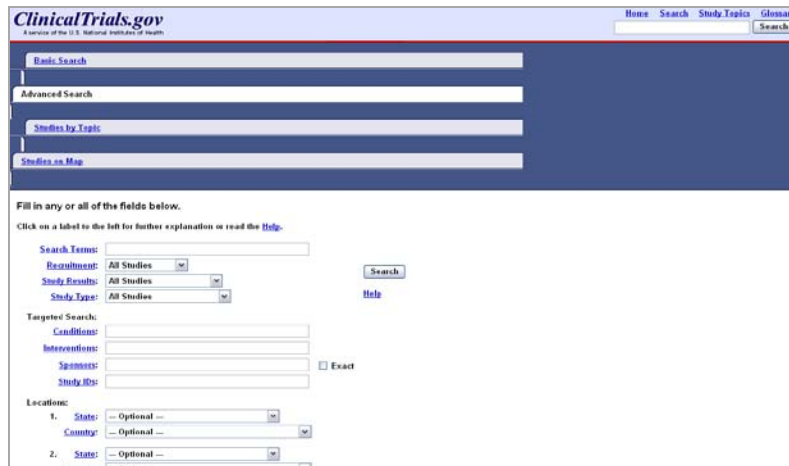 ClinicalTrials.gov
A service of the U.S. National Institutes of Health
Home Search Study Topics Glossar
Search
Basic Search
Advanced Search
Studies by Topic
Studies on Map
Fill in any or all of the fields below.
Click on a label to the left for further explanation or read the Help.
Search Terms:
Recruitment: All Studies
Search
Study Results: All Studies
Study Type: All Studies
Help
Targeted Search:
Conditions:
Interventions:
Sponsors: Exact
Study IDs:
Locations:
1. State: -- Optional --
Country: -- Optional --
2. State: -- Optional --